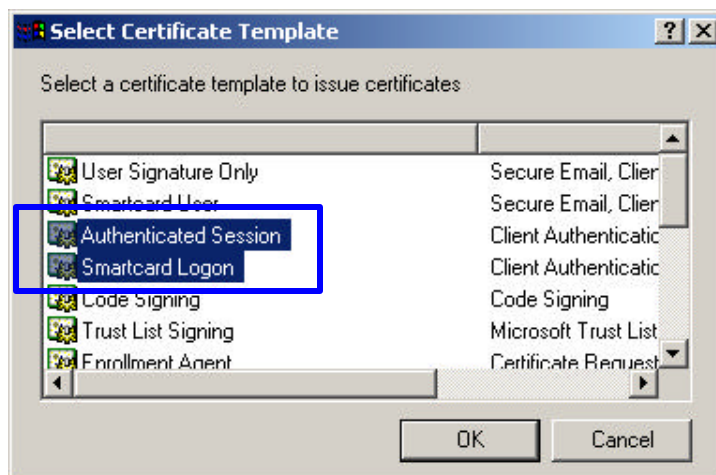 Select Certificate Template
Select a certificate template to issue certificates
User Signature Only Secure Email, Clier
Smartcard User Secure Email, Clier
Authenticated Session Client Authenticatic
Smartcard Logon Client Authenticatic
Code Signing Code Signing
Trust List Signing Microsoft Trust List
Enrollment Agent Certificate Request
OK Cancel